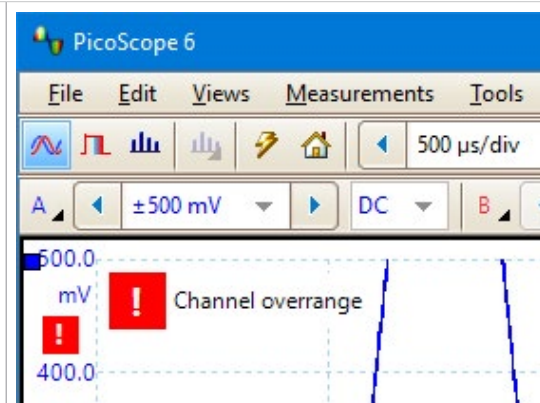 PicoScope 6
File Edit Views Measurements Tools
500 µs/div
A ±500 mV DC B
500.0
mV
! Channel overrange
!
400.0